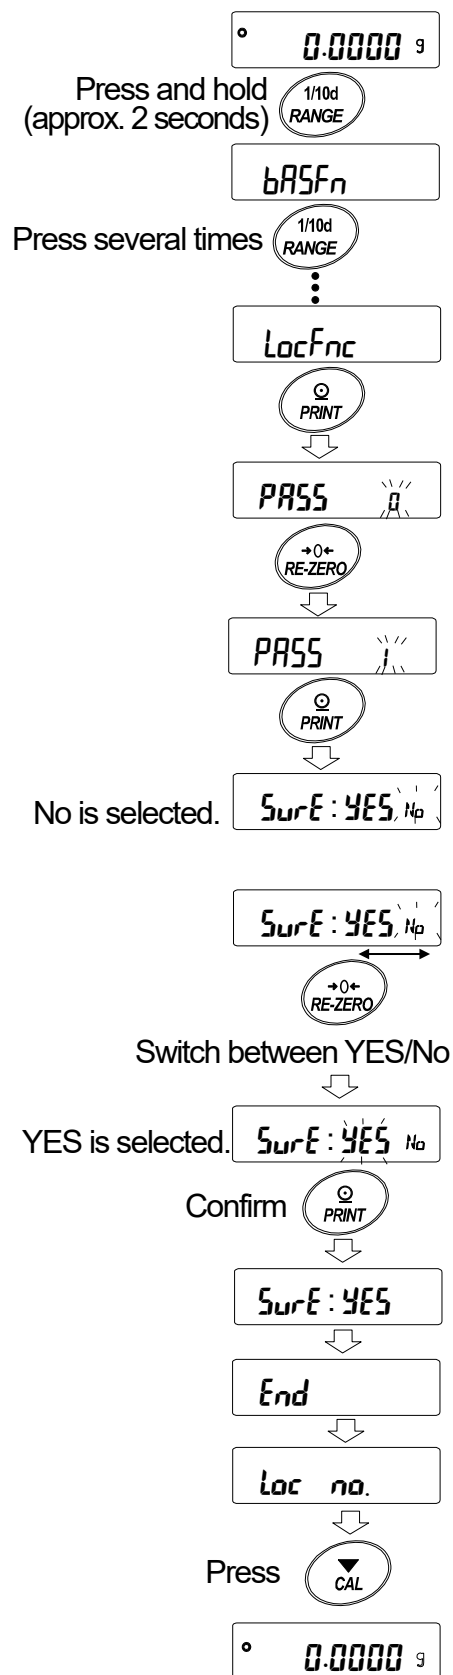 0.0000 g
Press and hold
(approx. 2 seconds)
1/10d
RANGE
bASFn
Press several times
1/10d
RANGE
LocFnc
PRINT
PASS 0
→0←
RE-ZERO
PASS 1
PRINT
No is selected.
SurE:YES No
SurE:YES No
→0←
RE-ZERO
Switch between YES/No
YES is selected.
SurE:YES No
Confirm
PRINT
SurE:YES
End
Loc no.
Press
CAL
0.0000 g